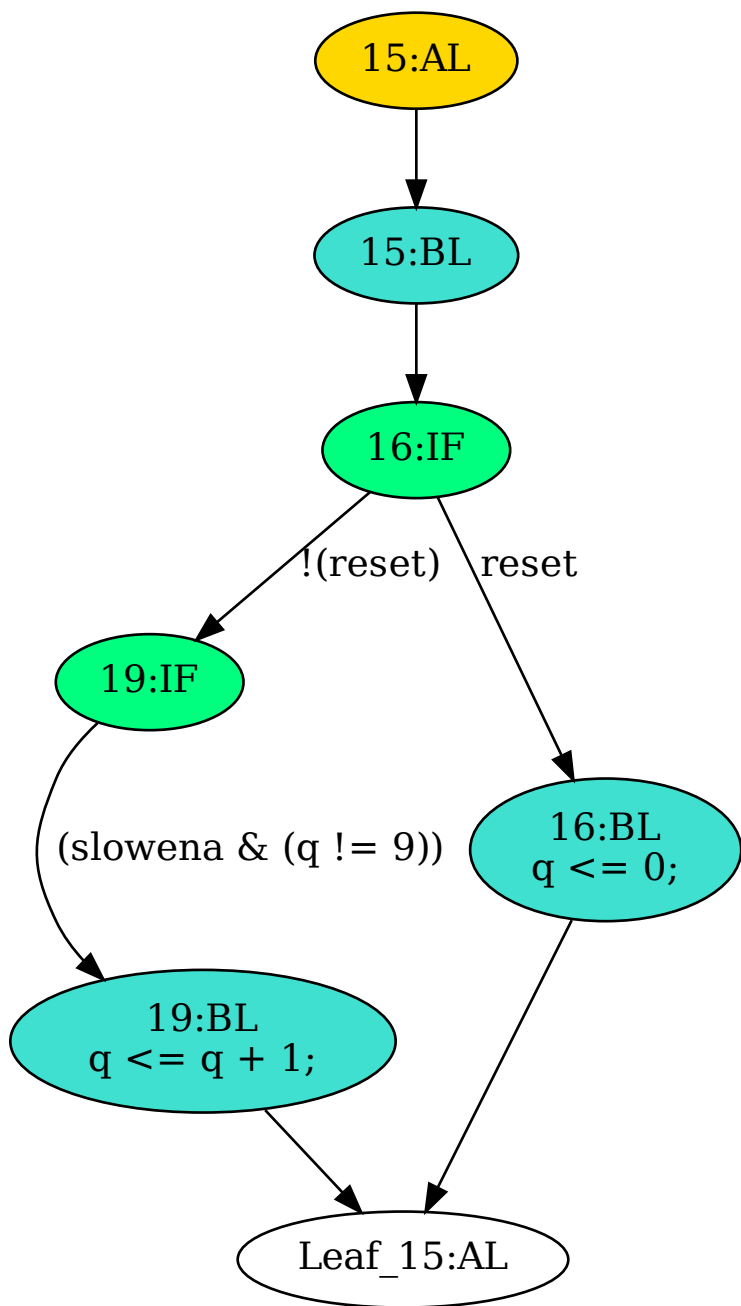 15:AL
15:BL
16:IF
!(reset)
reset
19:IF
(slowena & (q != 9))
16:BL
q <= 0;
19:BL
q <= q + 1;
Leaf_15:AL